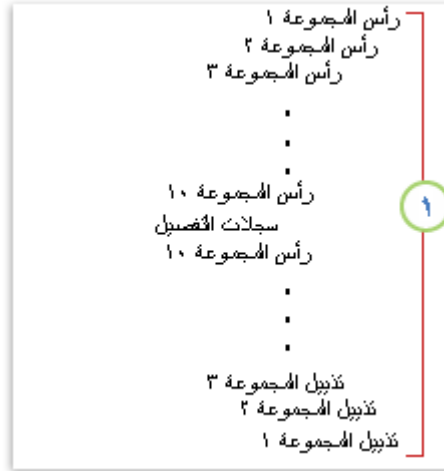 رأس المجموعة ١
رأس المجموعة ٢
رأس المجموعة ٣
.
.
.
رأس المجموعة ١٠
سجلات التفصيل
رأس المجموعة ١٠
.
.
.
تذييل المجموعة ٣
تذييل المجموعة ٢
تذييل المجموعة ١
١